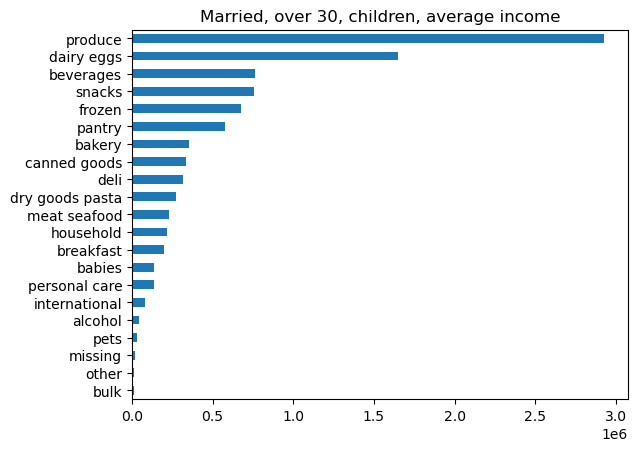 Married, over 30, children, average income
produce
dairy eggs
beverages
snacks
frozen
pantry
bakery
canned goods
deli
dry goods pasta
meat seafood
household
breakfast
babies
personal care
international
alcohol
pets
missing
other
bulk
0.0 0.5 1.0 1.5 2.0 2.5 3.0
1e6